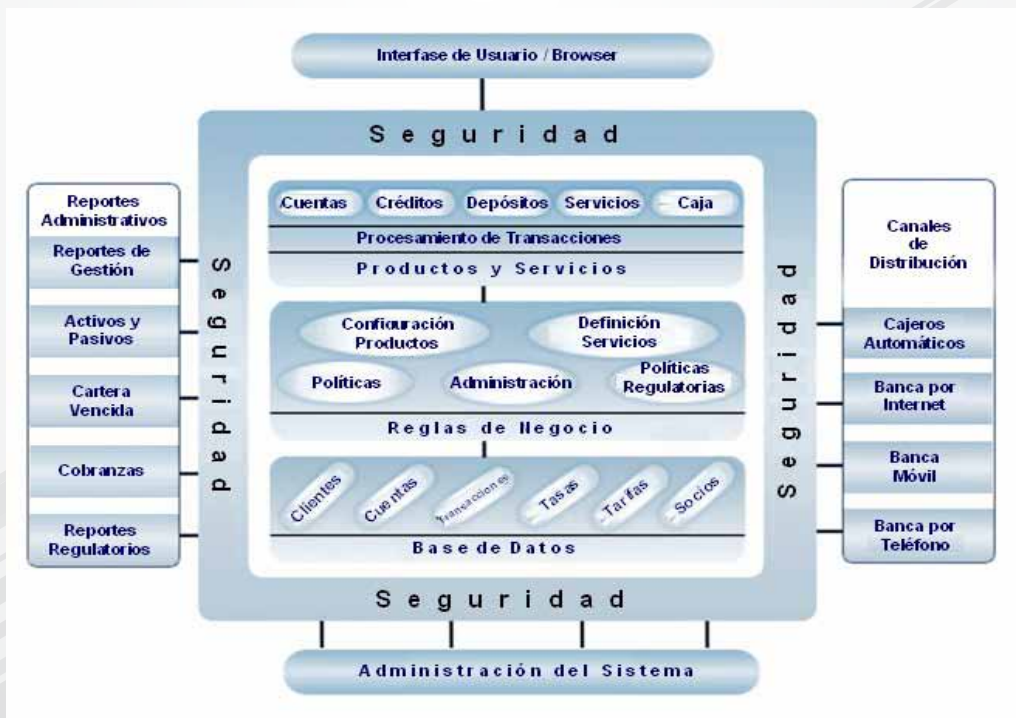 Interfase de Usuario / Browser
Seguridad
Reportes
Administrativos
Reportes de
Gestión
Activos y
Pasivos
Cartera
Vencida
Cobranzas
Reportes
Regulatorios
Seguridad
Cuentas Créditos Depósitos Servicios Caja
Procesamiento de Transacciones
Productos y Servicios
Configuración
Productos
Definición
Servicios
Políticas
Administración
Políticas
Regulatorias
Reglas de Negocio
Clientes Cuentas Transacciones Tasas Tarifas Socios
Base de Datos
Seguridad
Canales
de
Distribución
Cajeros
Automáticos
Banca por
Internet
Banca
Móvil
Banca por
Teléfono
Seguridad
Administración del Sistema